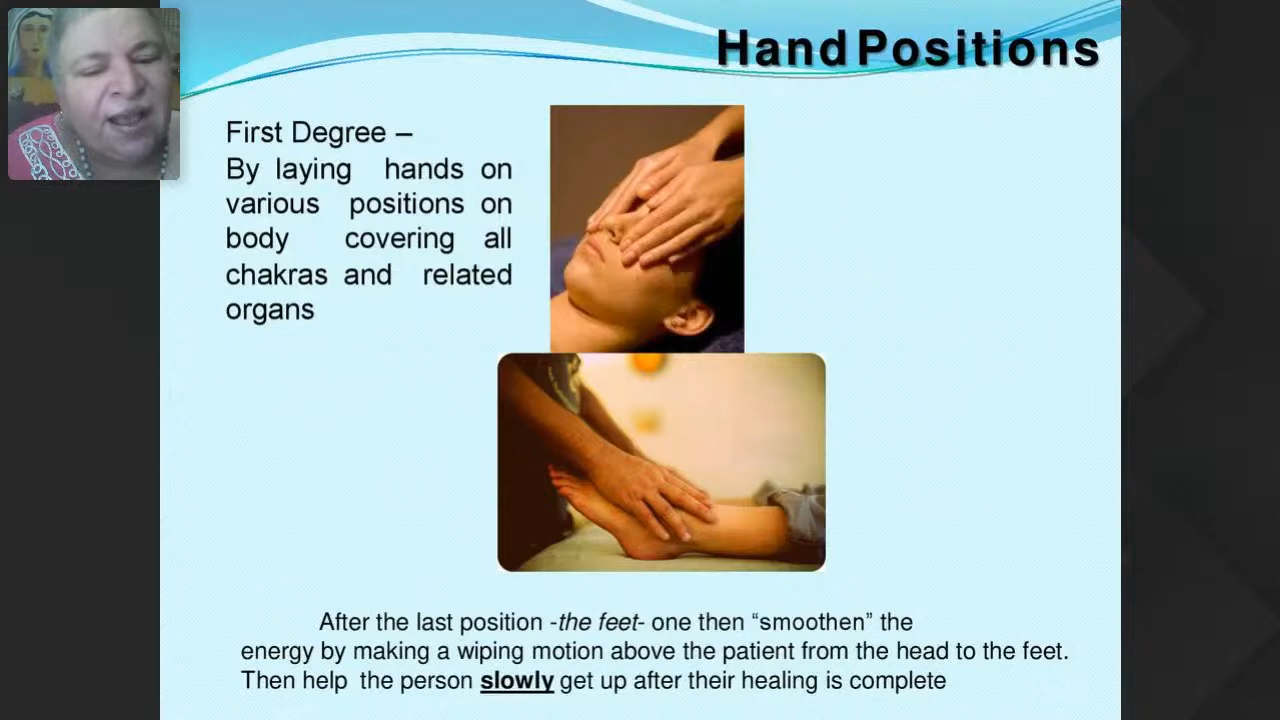 Hand Positions
First Degree –
By laying hands on
various positions on
body covering all
chakras and related
organs
After the last position -the feet- one then “smoothen” the
energy by making a wiping motion above the patient from the head to the feet.
Then help the person slowly get up after their healing is complete